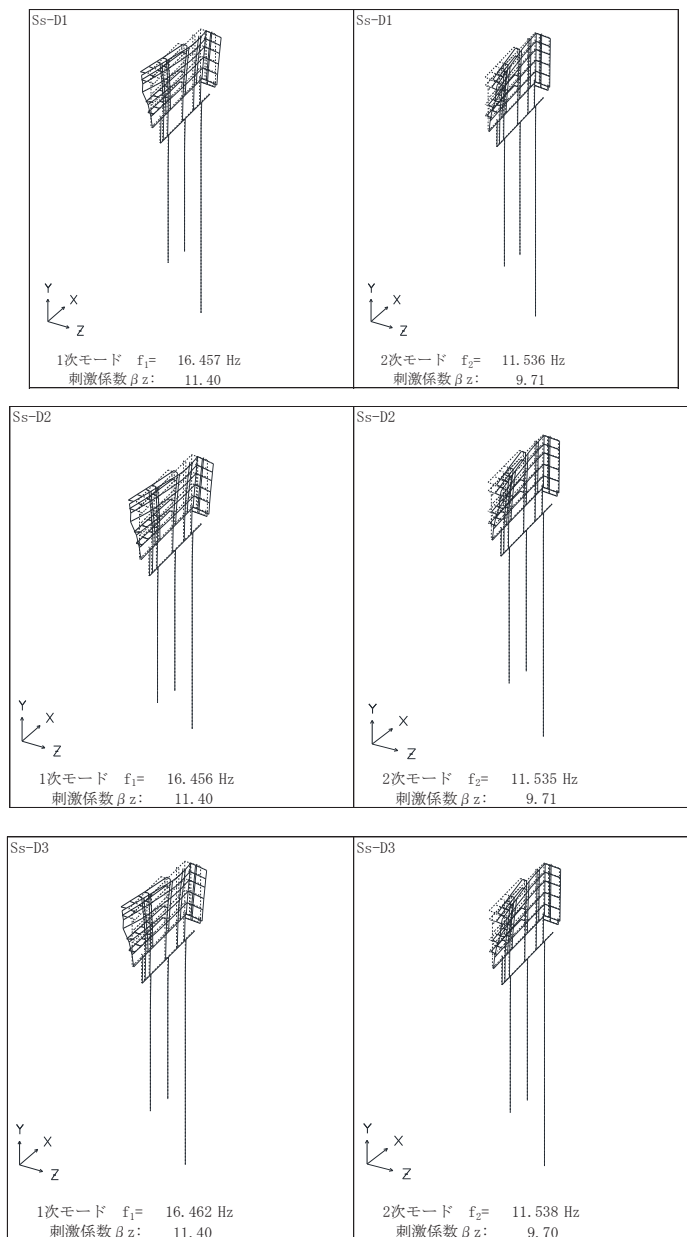 Ss-D1
Y
X
Z
1次モード f₁= 16.457 Hz
刺激係数βz: 11.40
Ss-D1
Y
X
Z
2次モード f₂= 11.536 Hz
刺激係数βz: 9.71
Ss-D2
Y
X
Z
1次モード f₁= 16.456 Hz
刺激係数βz: 11.40
Ss-D2
Y
X
Z
2次モード f₂= 11.535 Hz
刺激係数βz: 9.71
Ss-D3
Y
X
Z
1次モード f₁= 16.462 Hz
刺激係数βz: 11.40
Ss-D3
Y
X
Z
2次モード f₂= 11.538 Hz
刺激係数βz: 9.70